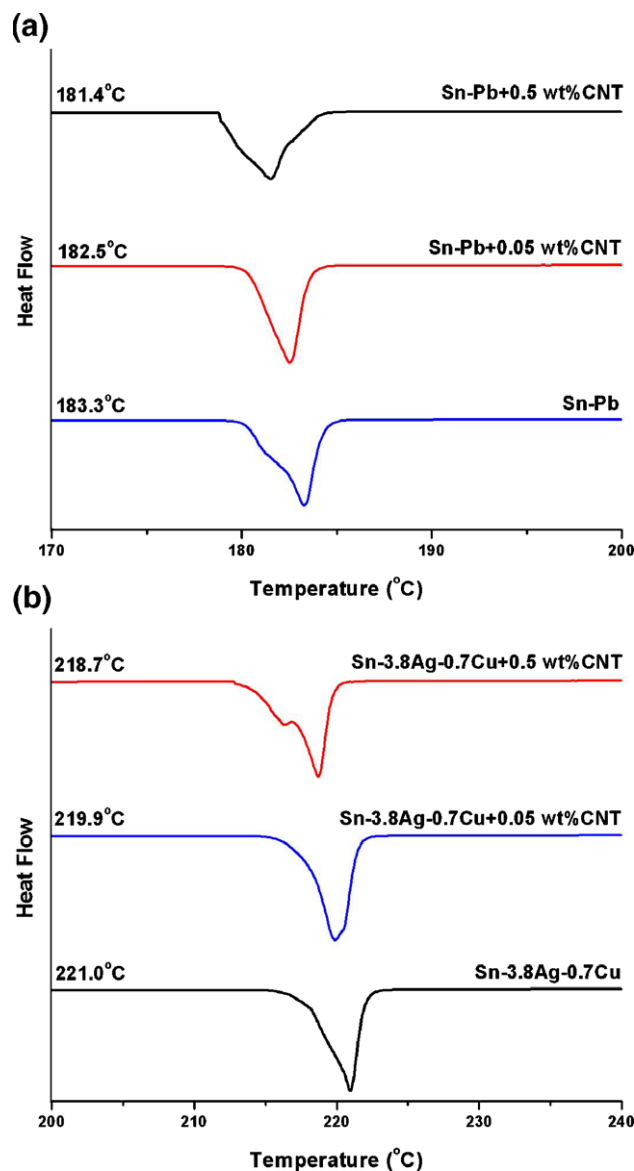 (a)
181.4°C Sn-Pb+0.5 wt%CNT
182.5°C Sn-Pb+0.05 wt%CNT
183.3°C Sn-Pb
Heat Flow
170 180 190 200
Temperature (°C)
(b)
218.7°C Sn-3.8Ag-0.7Cu+0.5 wt%CNT
219.9°C Sn-3.8Ag-0.7Cu+0.05 wt%CNT
221.0°C Sn-3.8Ag-0.7Cu
Heat Flow
200 210 220 230 240
Temperature (°C)